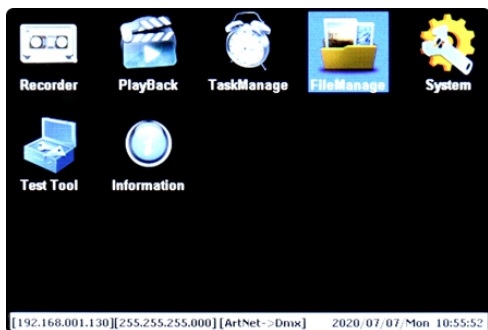 Recorder PlayBack TaskManage FileManage System
Test Tool Information
[192.168.001.130][255.255.255.000][ArtNet->Dmx] 2020/07/07/Mon 10:55:52